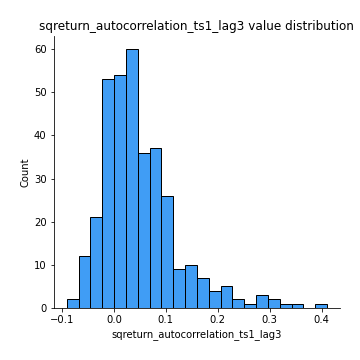 sqreturn_autocorrelation_ts1_lag3 value distribution
60
50
40
30
20
10
0
Count
−0.1 0.0 0.1 0.2 0.3 0.4
sqreturn_autocorrelation_ts1_lag3